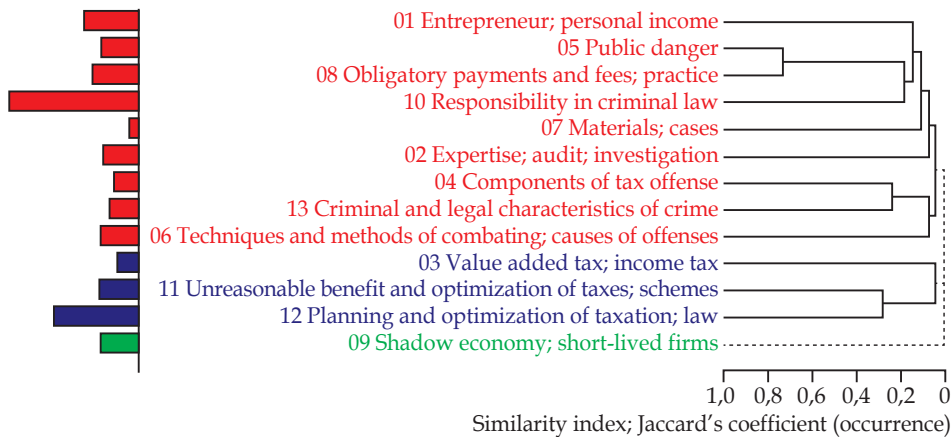 01 Entrepreneur; personal income
05 Public danger
08 Obligatory payments and fees; practice
10 Responsibility in criminal law
07 Materials; cases
02 Expertise; audit; investigation
04 Components of tax offense
13 Criminal and legal characteristics of crime
06 Techniques and methods of combating; causes of offenses
03 Value added tax; income tax
11 Unreasonable benefit and optimization of taxes; schemes
12 Planning and optimization of taxation; law
09 Shadow economy; short-lived firms
1,0 0,8 0,6 0,4 0,2 0
Similarity index; Jaccard's coefficient (occurrence)